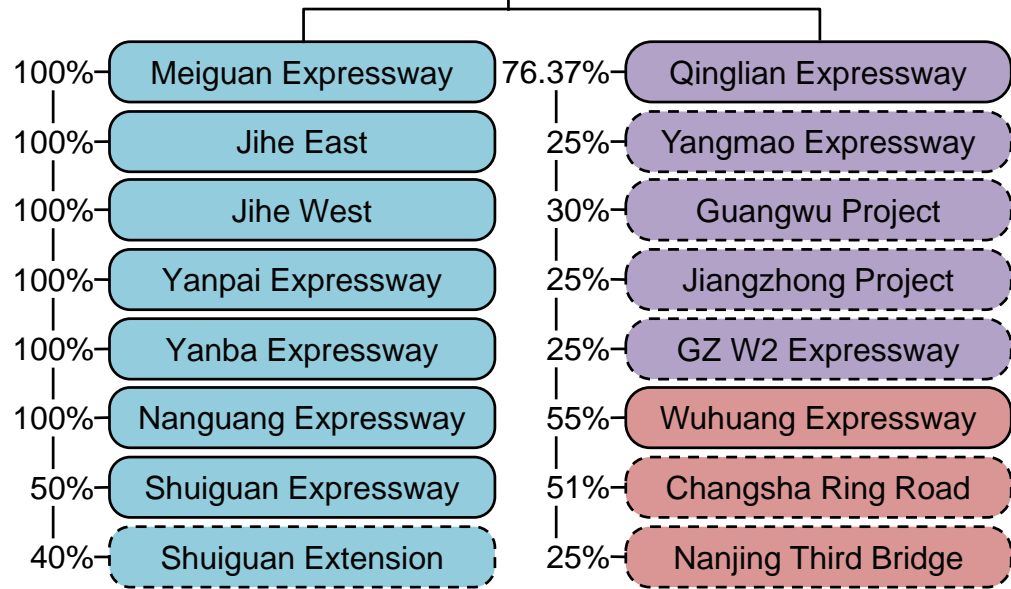 100% Meiguan Expressway
100% Jihe East
100% Jihe West
100% Yanpai Expressway
100% Yanba Expressway
100% Nanguang Expressway
50% Shuiguan Expressway
40% Shuiguan Extension
76.37% Qinglian Expressway
25% Yangmao Expressway
30% Guangwu Project
25% Jiangzhong Project
25% GZ W2 Expressway
55% Wuhuang Expressway
51% Changsha Ring Road
25% Nanjing Third Bridge